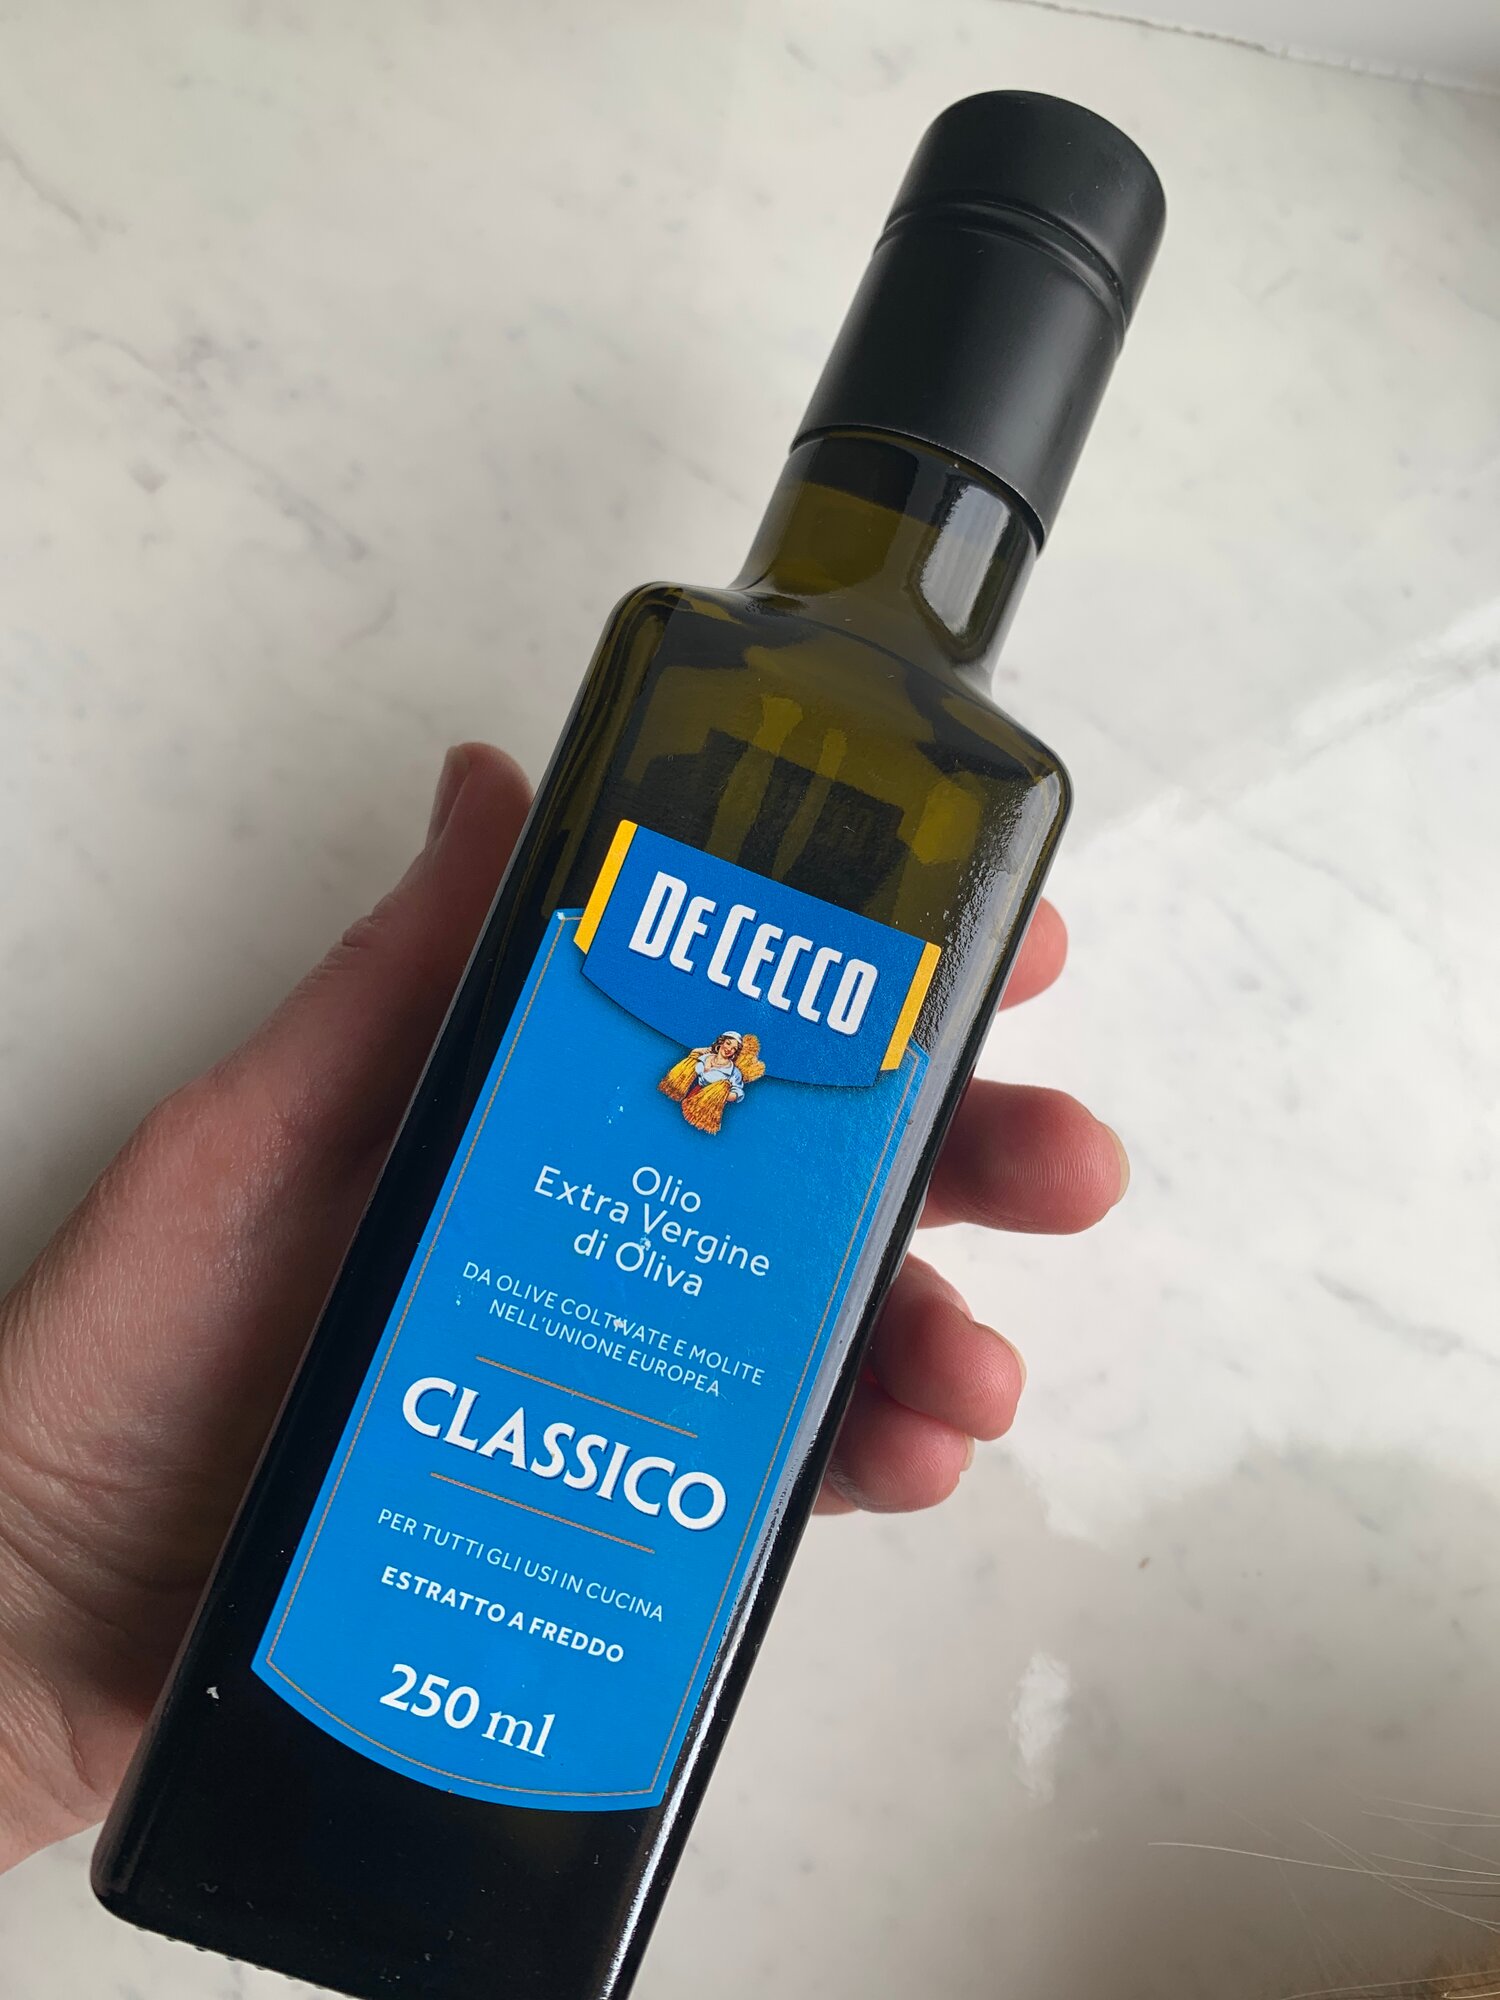 DE CECCO
Olio
Extra Vergine
di Oliva
DA OLIVE COLTIVATE E MOLITE
NELL'UNIONE EUROPEA
CLASSICO
PER TUTTI GLI USI IN CUCINA
ESTRATTO A FREDDO
250 ml